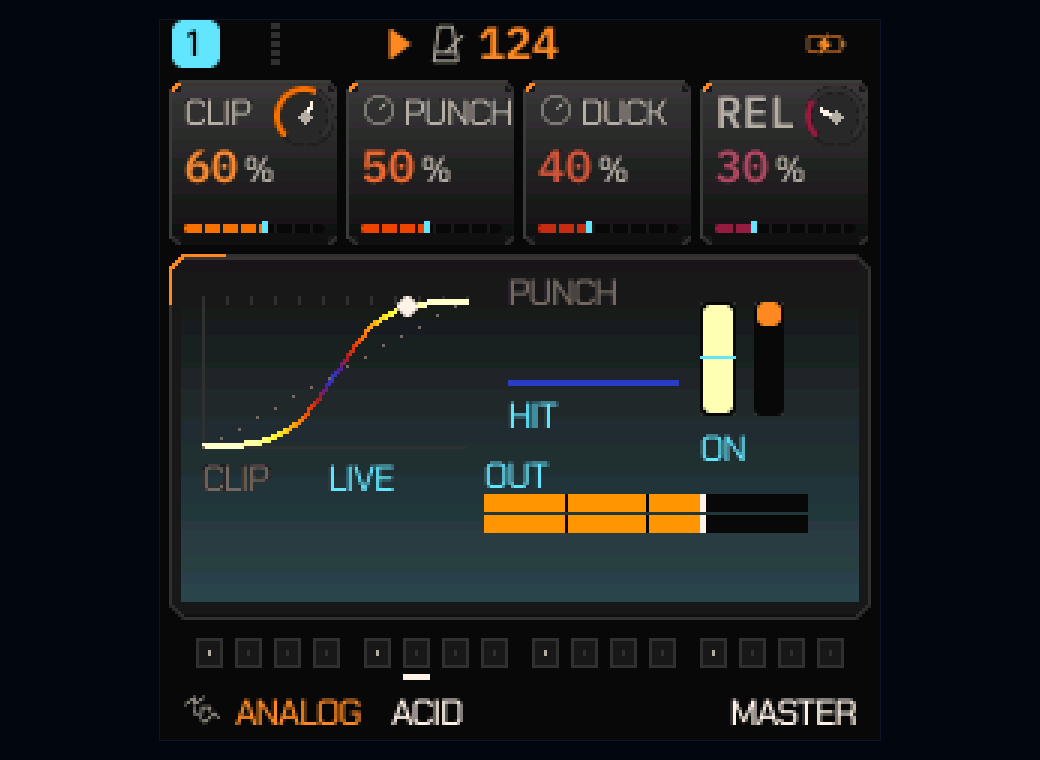 1 124
CLIP PUNCH DUCK REL
60% 50% 40% 30%
PUNCH
HIT
ON
CLIP LIVE OUT
ANALOG ACID MASTER